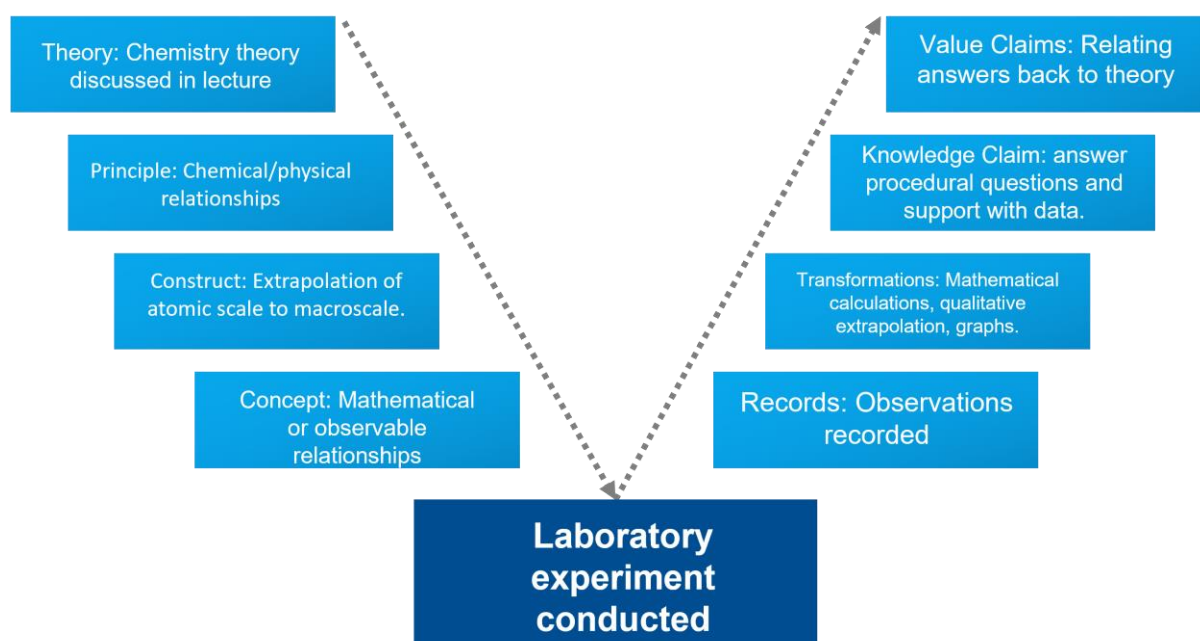 Theory: Chemistry theory
discussed in lecture
Principle: Chemical/physical
relationships
Construct: Extrapolation of
atomic scale to macroscale.
Concept: Mathematical
or observable
relationships
Laboratory
experiment
conducted
Records: Observations
recorded
Transformations: Mathematical
calculations, qualitative
extrapolation, graphs.
Knowledge Claim: answer
procedural questions and
support with data.
Value Claims: Relating
answers back to theory